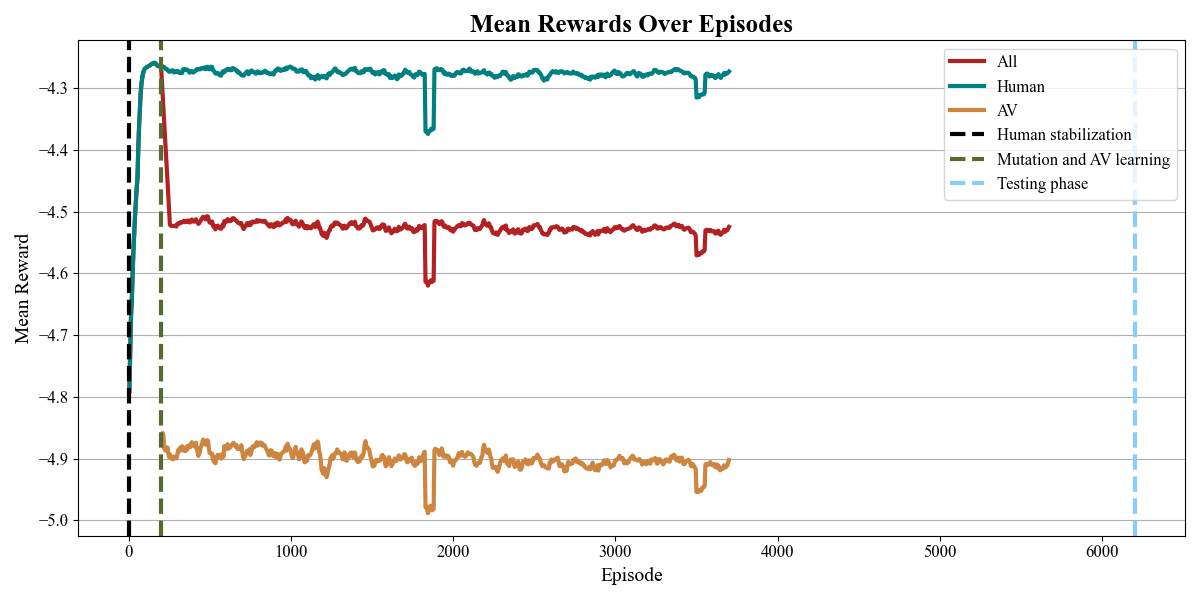 Mean Rewards Over Episodes
All
Human
AV
Human stabilization
Mutation and AV learning
Testing phase
Mean Reward
−4.3
−4.4
−4.5
−4.6
−4.7
−4.8
−4.9
−5.0
0 1000 2000 3000 4000 5000 6000
Episode